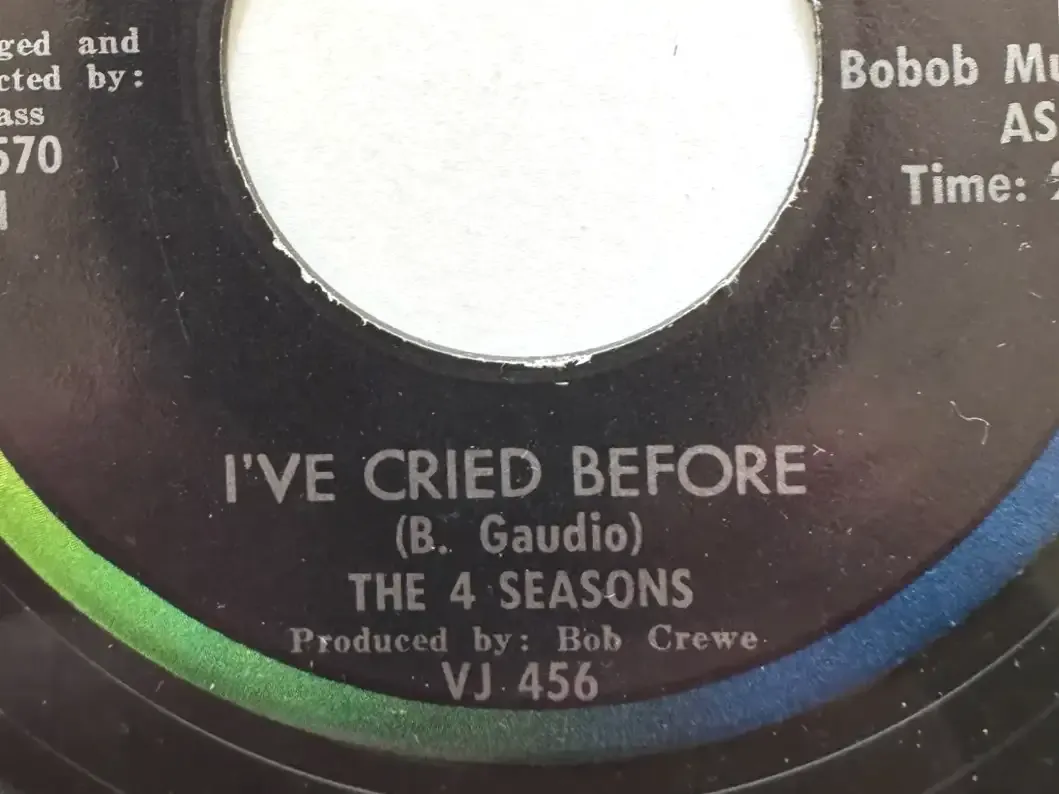 ged and
cted by:
ass
570
Bobob Mu
AS
Time: 2
I'VE CRIED BEFORE
(B. Gaudio)
THE 4 SEASONS
Produced by: Bob Crewe
VJ 456